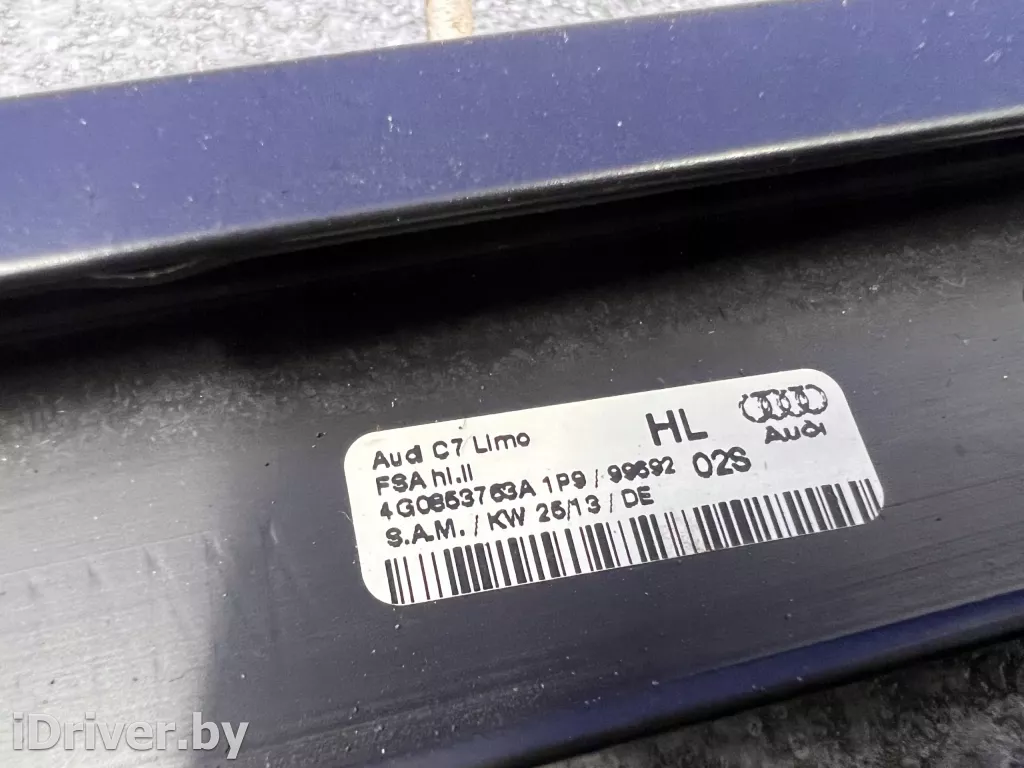 Audi C7 Limo
FSA hl.ll
4G0853763A 1P9 / 99692
S.A.M. / KW 25/13 / DE
HL
02S
Audi
iDriver.by